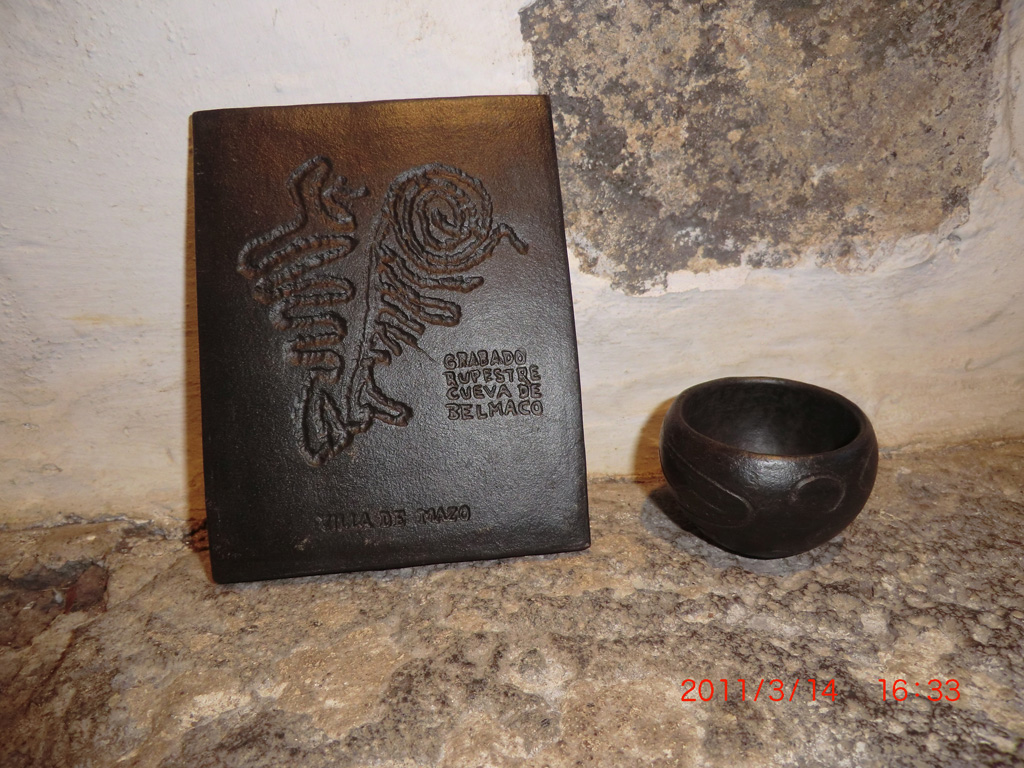 GRABADO
RUPESTRE
CUEVA DE
BELMACO
VILLA DE MAZO
2011/3/14 16:33